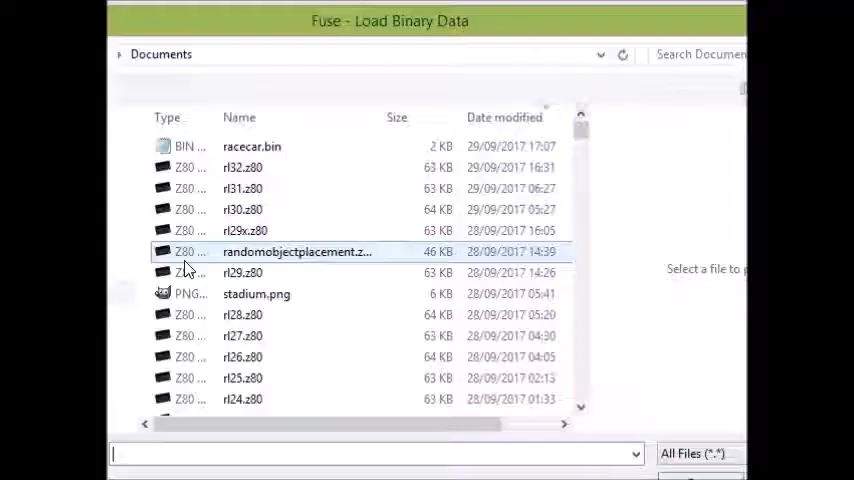 Fuse - Load Binary Data
Documents
Search Documen
Type Name Size Date modified
BIN ... racecar.bin 2 KB 29/09/2017 17:07
Z80 ... rl32.z80 63 KB 29/09/2017 16:31
Z80 ... rl31.z80 63 KB 29/09/2017 06:27
Z80 ... rl30.z80 64 KB 29/09/2017 05:27
Z80 ... rl29x.z80 63 KB 28/09/2017 16:05
Z80 ... randomobjectplacement.z... 46 KB 28/09/2017 14:39
Z80 ... rl29.z80 63 KB 28/09/2017 14:26
PNG... stadium.png 6 KB 28/09/2017 05:41
Z80 ... rl28.z80 64 KB 28/09/2017 05:20
Z80 ... rl27.z80 63 KB 28/09/2017 04:30
Z80 ... rl26.z80 64 KB 28/09/2017 04:05
Z80 ... rl25.z80 63 KB 28/09/2017 02:13
Z80 ... rl24.z80 63 KB 28/09/2017 01:33
Select a file to p
All Files (*.*)